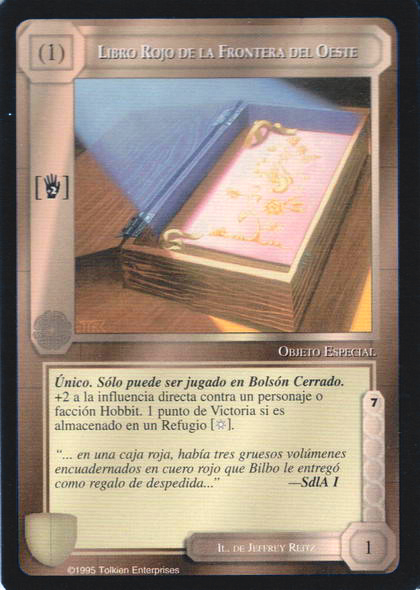 (1)
LIBRO ROJO DE LA FRONTERA DEL OESTE
OBJETO ESPECIAL
Único. Sólo puede ser jugado en Bolsón Cerrado.
+2 a la influencia directa contra un personaje o
facción Hobbit. 1 punto de Victoria si es
almacenado en un Refugio [☼].
7
“... en una caja roja, había tres gruesos volúmenes
encuadernados en cuero rojo que Bilbo le entregó
como regalo de despedida...” —SdlA I
IL. DE JEFFREY REITZ
1
©1995 Tolkien Enterprises